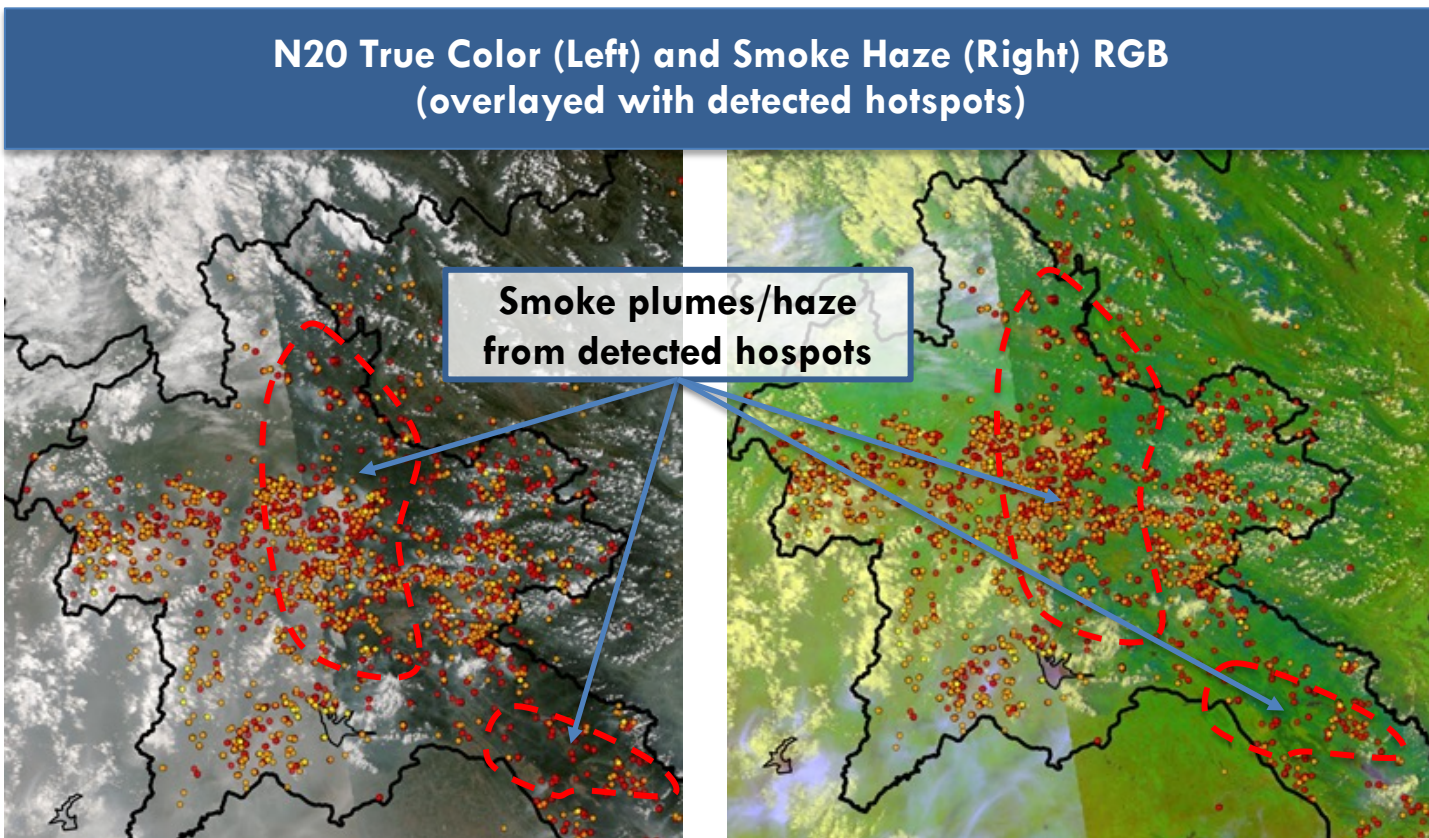 N20 True Color (Left) and Smoke Haze (Right) RGB
(overlayed with detected hotspots)
Smoke plumes/haze
from detected hospots